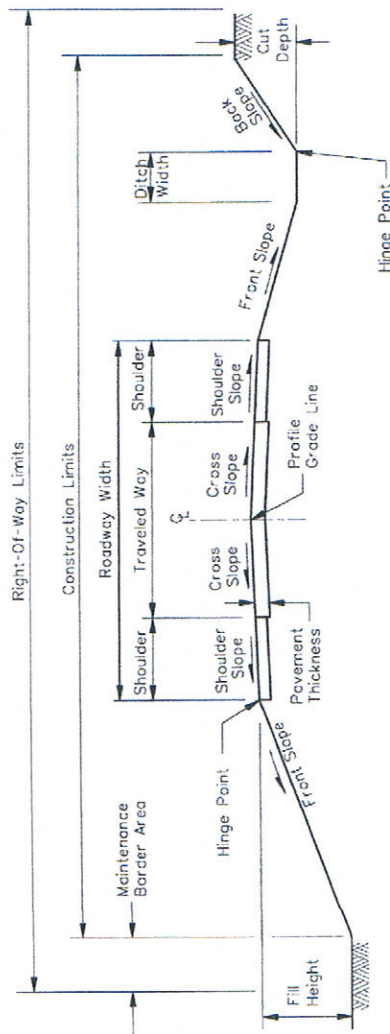 Right-Of-Way Limits
Construction Limits
Roadway Width
Shoulder
Traveled Way
Shoulder
Maintenance
Border Area
Ditch
Width
Cut
Depth
Back
Slope
Front Slope
℄
Shoulder
Slope
Cross
Slope
Cross
Slope
Shoulder
Slope
Hinge Point
Front Slope
Fill
Height
Pavement
Thickness
Profile
Grade Line
Hinge Point